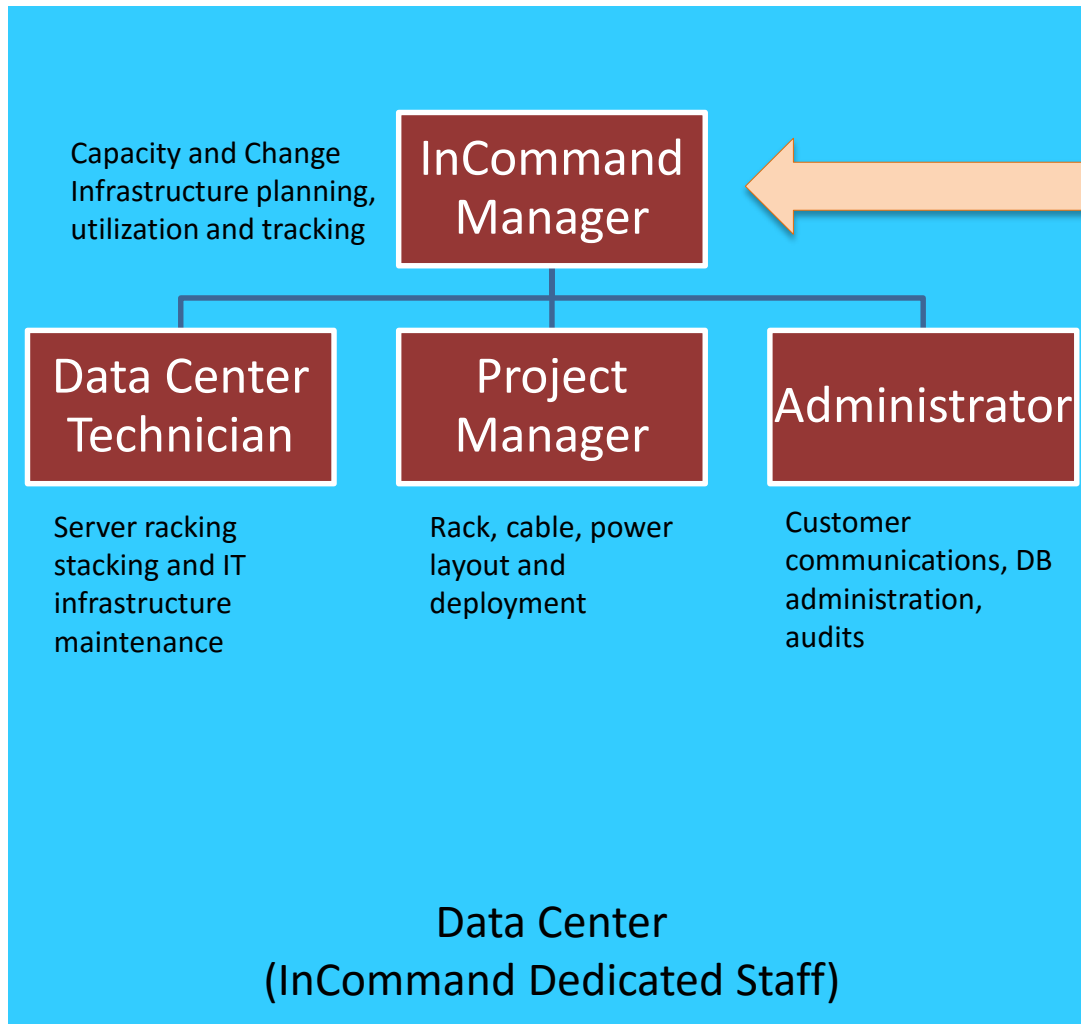 Capacity and Change
Infrastructure planning,
utilization and tracking
InCommand
Manager
Data Center
Technician
Project
Manager
Administrator
Server racking
stacking and IT
infrastructure
maintenance
Rack, cable, power
layout and
deployment
Customer
communications, DB
administration,
audits
Data Center
(InCommand Dedicated Staff)